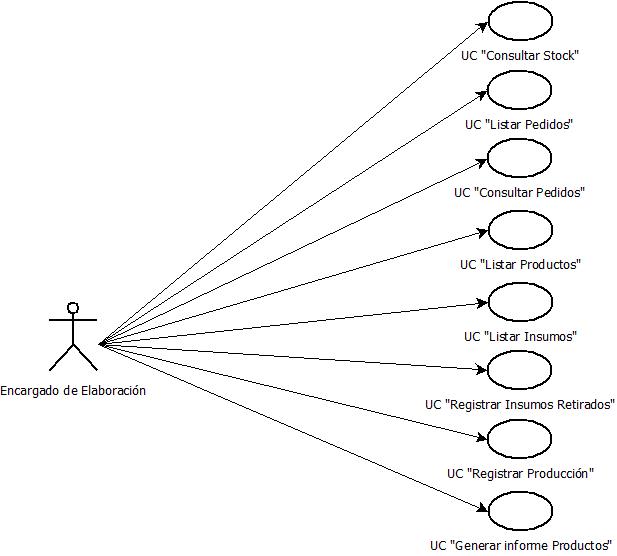 UC "Consultar Stock"
UC "Listar Pedidos"
UC "Consultar Pedidos"
UC "Listar Productos"
UC "Listar Insumos"
Encargado de Elaboración
UC "Registrar Insumos Retirados"
UC "Registrar Producción"
UC "Generar informe Productos"